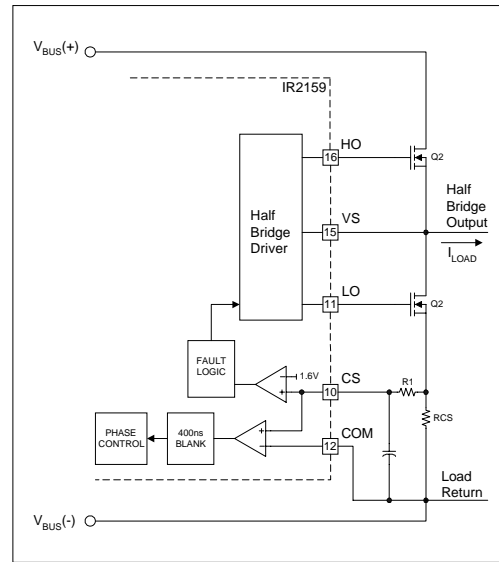 V_BUS(+)
IR2159
HO
16
Q2
Half
Bridge
Driver
VS
15
Half
Bridge
Output
I_LOAD
LO
11
Q2
FAULT
LOGIC
1.6V
+
CS
10
R1
PHASE
CONTROL
400ns
BLANK
+
COM
12
RCS
Load
Return
V_BUS(-)